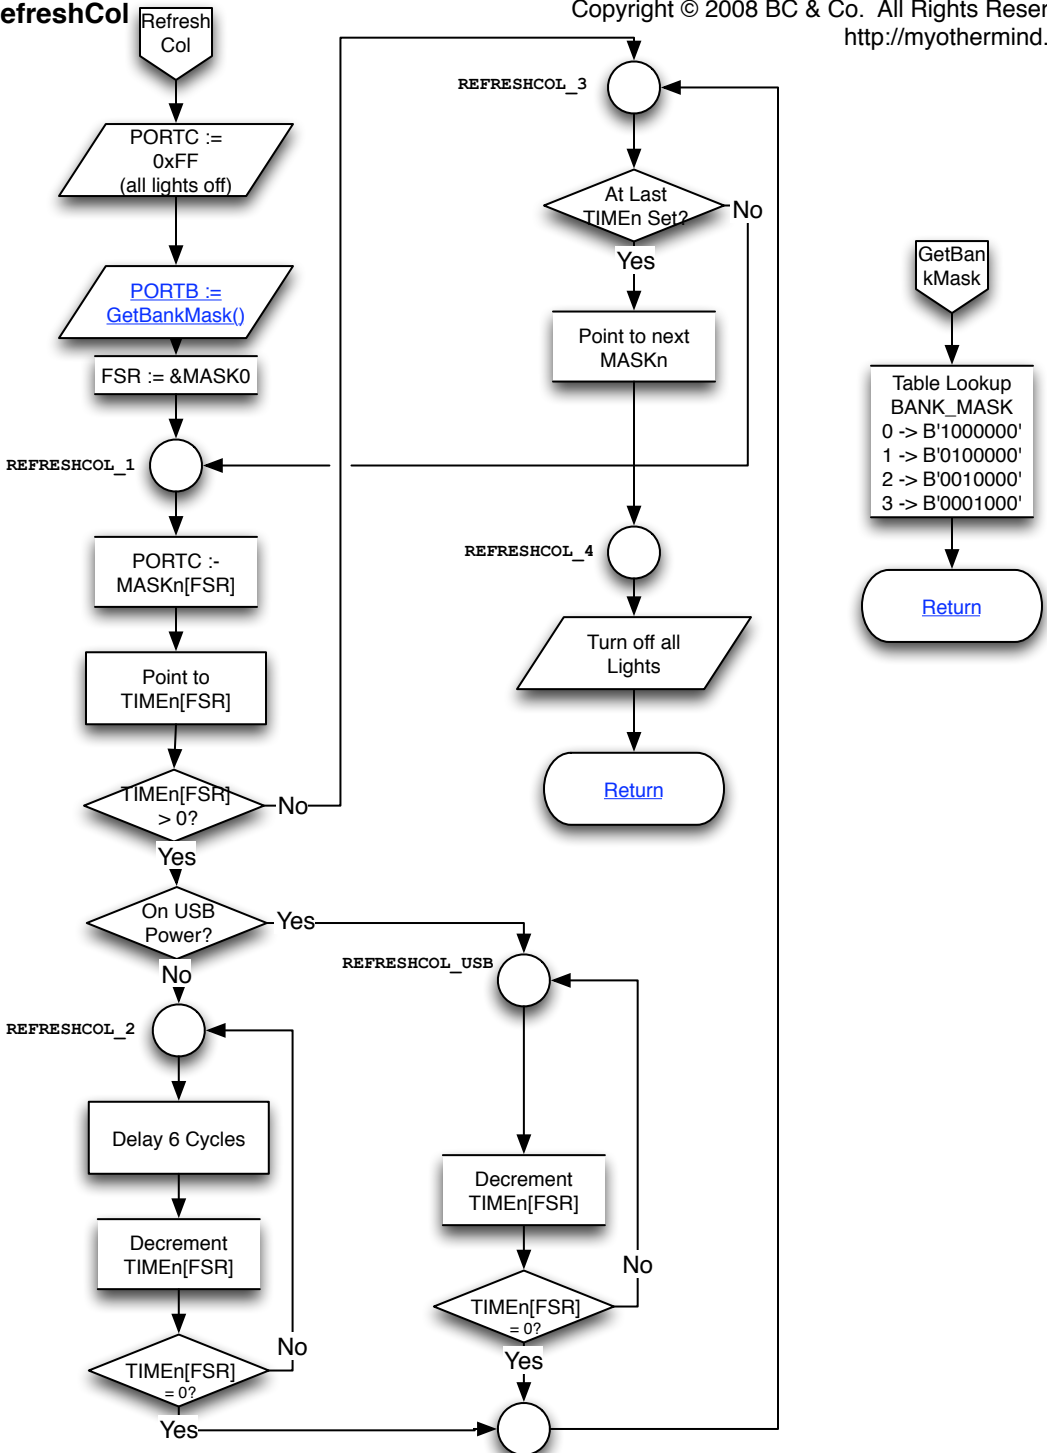 efreshCol
Refresh
Col
Copyright © 2008 BC & Co. All Rights Reser
http://myothermind.
PORTC :=
0xFF
(all lights off)
PORTB :=
GetBankMask()
FSR := &MASK0
REFRESHCOL_1
PORTC :-
MASKn[FSR]
Point to
TIMEn[FSR]
TIMEn[FSR]
> 0?
No
Yes
On USB
Power?
Yes
No
REFRESHCOL_2
Delay 6 Cycles
Decrement
TIMEn[FSR]
No
TIMEn[FSR]
= 0?
Yes
REFRESHCOL_USB
Decrement
TIMEn[FSR]
No
TIMEn[FSR]
= 0?
Yes
REFRESHCOL_3
At Last
TIMEn Set?
No
Yes
Point to next
MASKn
REFRESHCOL_4
Turn off all
Lights
Return
GetBan
kMask
Table Lookup
BANK_MASK
0 -> B'1000000'
1 -> B'0100000'
2 -> B'0010000'
3 -> B'0001000'
Return